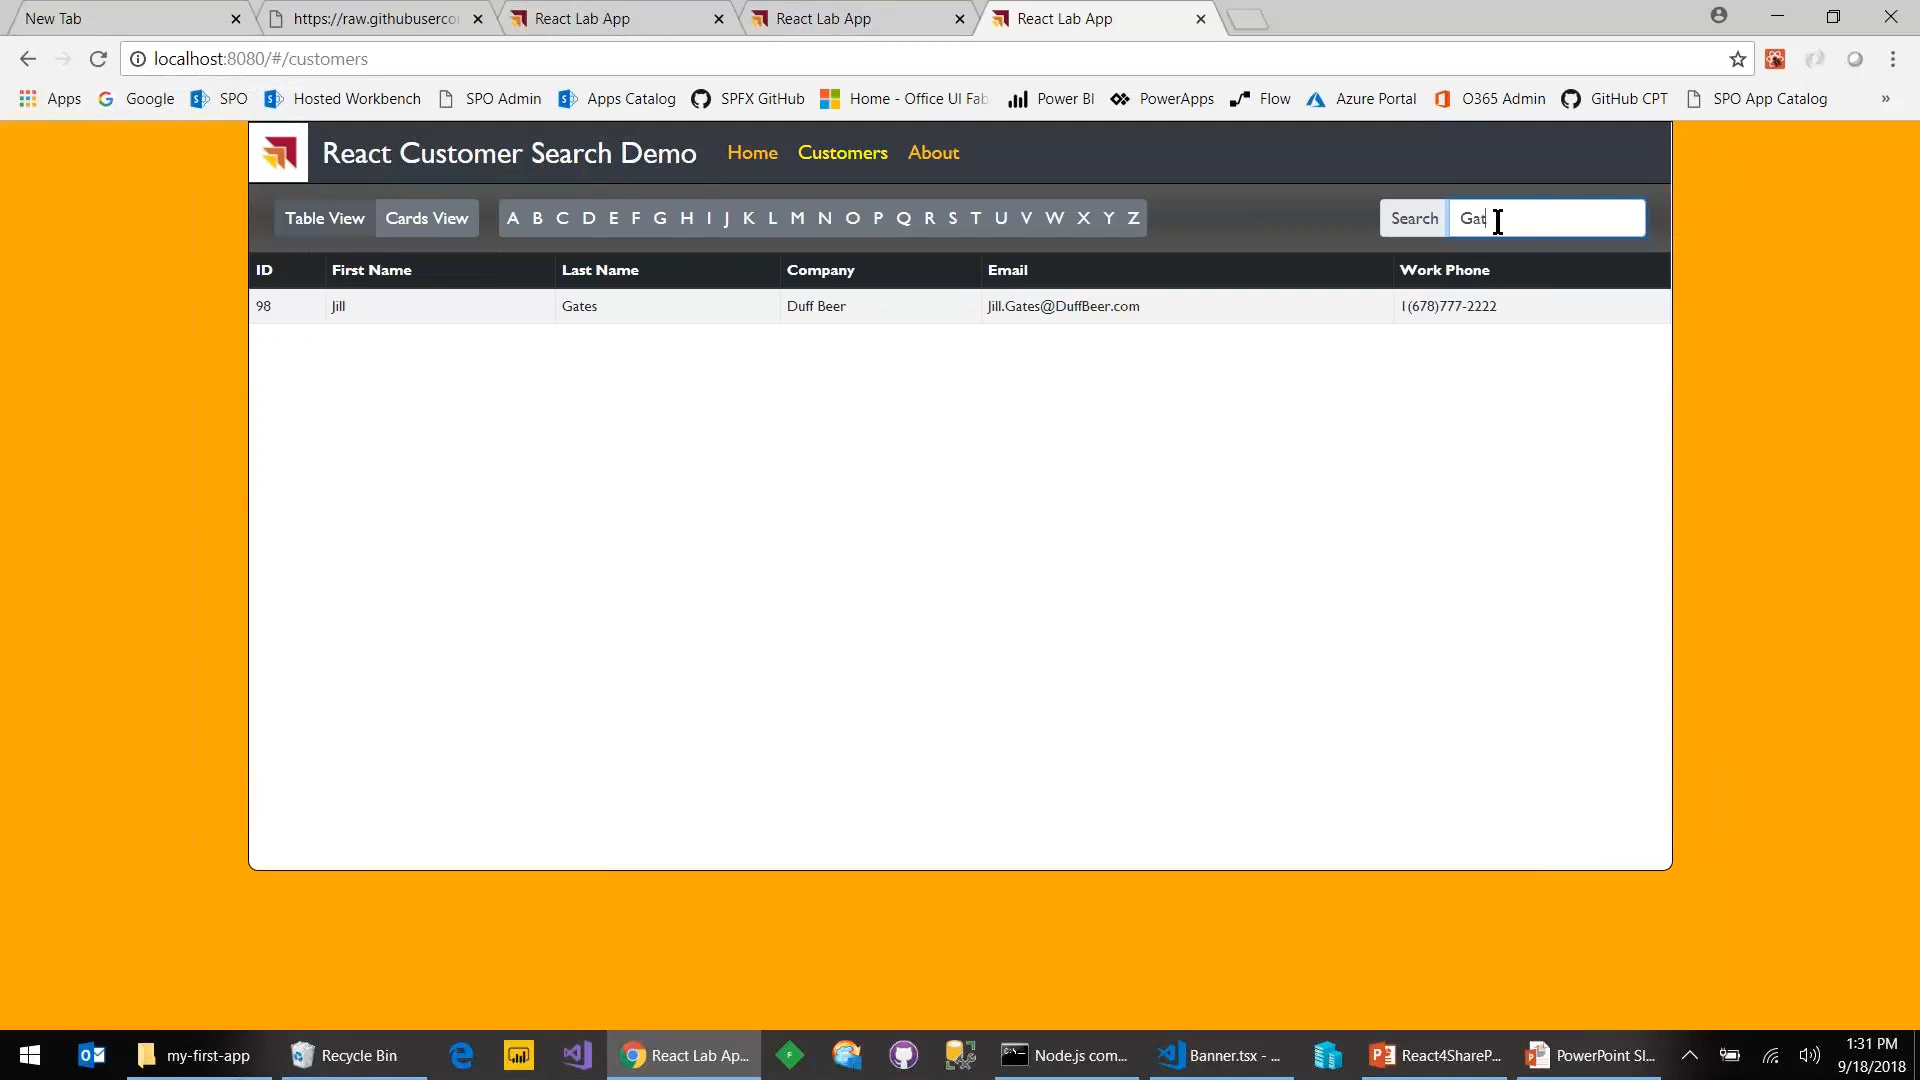 New Tab
https://raw.githubuserco
React Lab App
React Lab App
React Lab App
localhost:8080/#/customers
Apps Google SPO Hosted Workbench SPO Admin Apps Catalog SPFX GitHub Home - Office UI Fab Power BI PowerApps Flow Azure Portal O365 Admin GitHub CPT SPO App Catalog »
React Customer Search Demo Home Customers About
Table View Cards View A B C D E F G H I J K L M N O P Q R S T U V W X Y Z Search Gat
ID First Name Last Name Company Email Work Phone
98 Jill Gates Duff Beer Jill.Gates@DuffBeer.com 1(678)777-2222
my-first-app Recycle Bin React Lab Ap... Node.js com... Banner.tsx - ... React4ShareP... PowerPoint Sl...
1:31 PM
9/18/2018